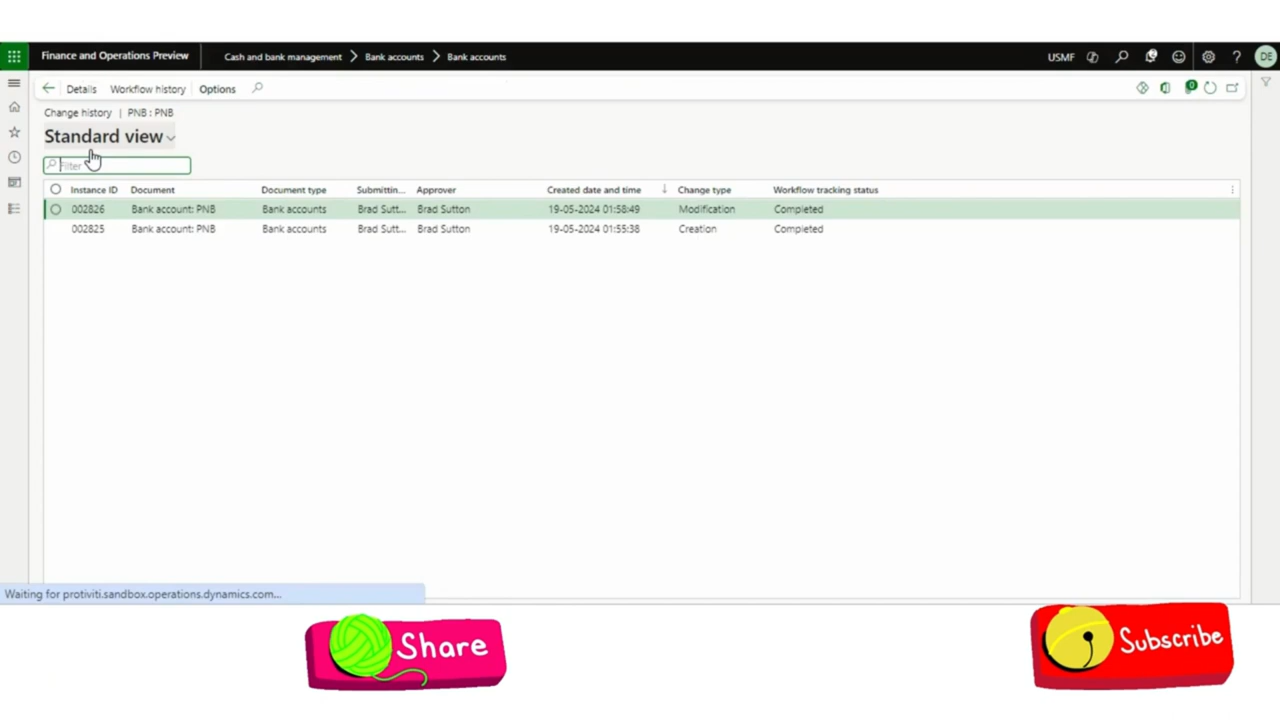 Finance and Operations Preview Cash and bank management Bank accounts Bank accounts USMF ? DE
Details Workflow history Options 0
Change history | PNB : PNB
Standard view
Filter
Instance ID Document Document type Submittin... Approver Created date and time ↓ Change type Workflow tracking status
002826 Bank account: PNB Bank accounts Brad Sutt... Brad Sutton 19-05-2024 01:58:49 Modification Completed
002825 Bank account: PNB Bank accounts Brad Sutt... Brad Sutton 19-05-2024 01:55:38 Creation Completed
Waiting for protiviti.sandbox.operations.dynamics.com...
Share
Subscribe